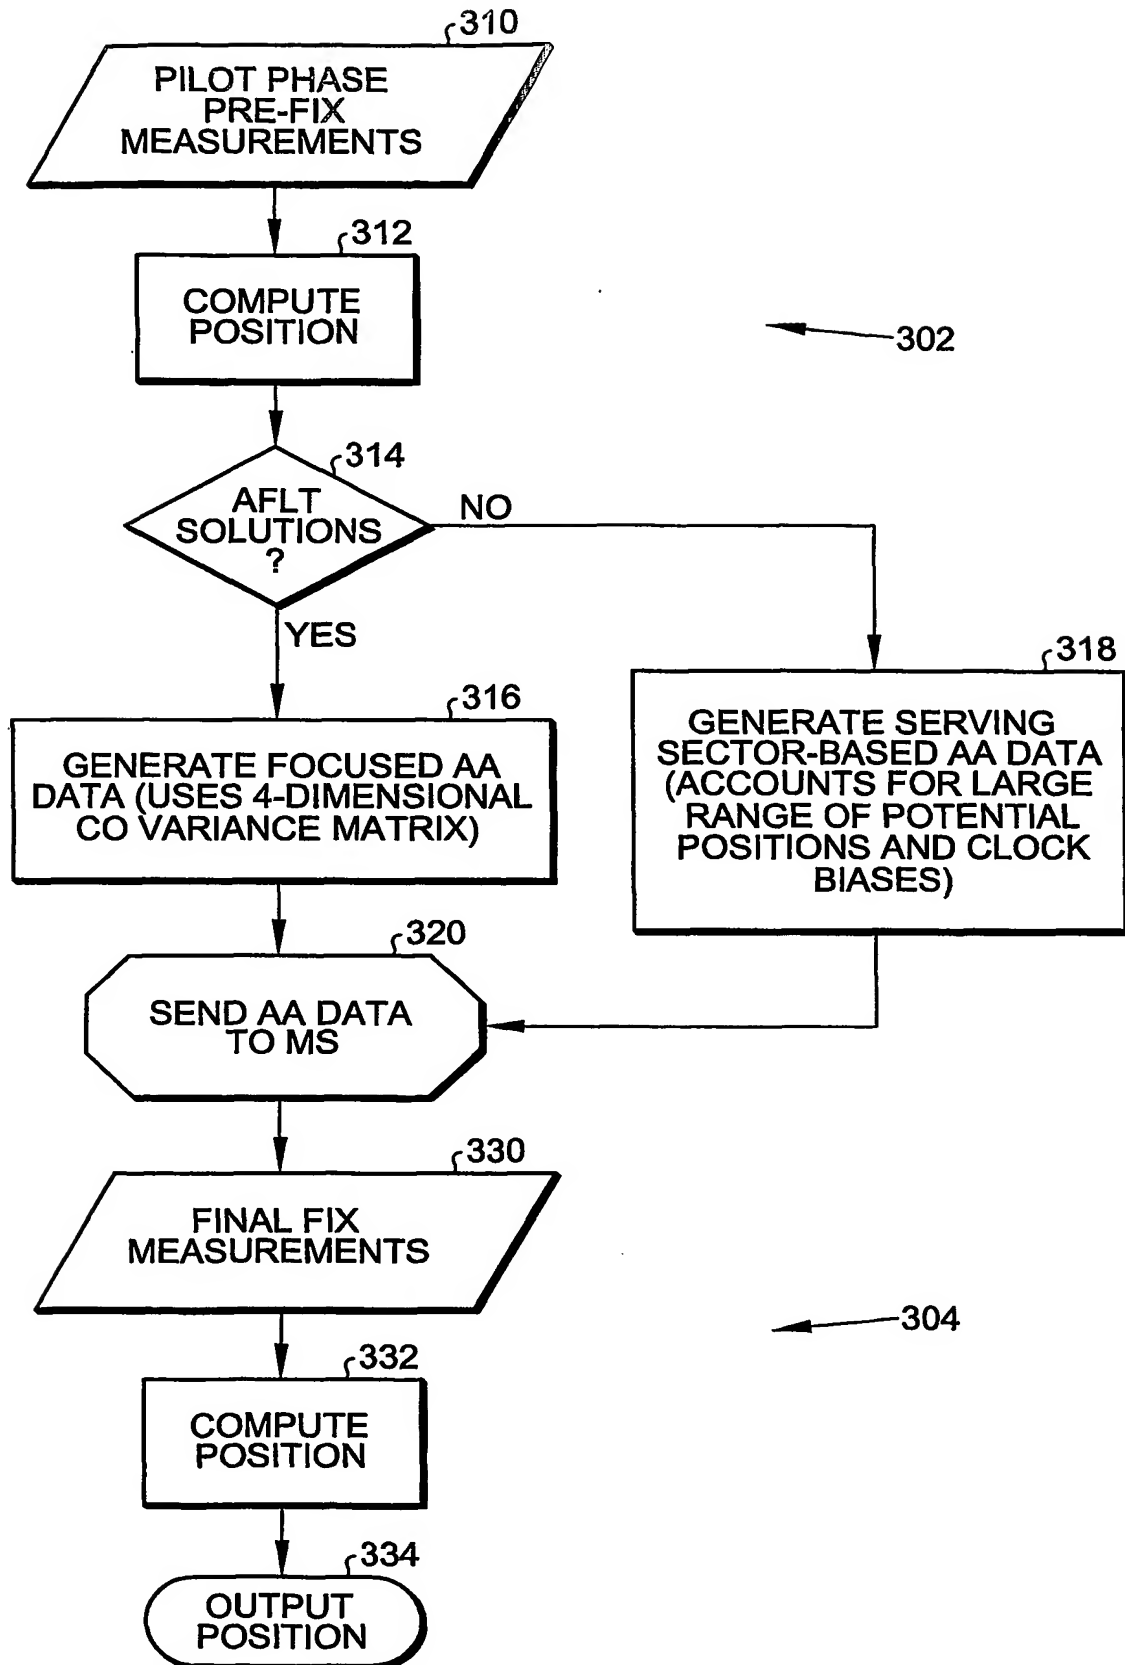 310
PILOT PHASE
PRE-FIX
MEASUREMENTS
312
COMPUTE
POSITION
302
314
AFLT
SOLUTIONS
?
NO
YES
316
GENERATE FOCUSED AA
DATA (USES 4-DIMENSIONAL
CO VARIANCE MATRIX)
318
GENERATE SERVING
SECTOR-BASED AA DATA
(ACCOUNTS FOR LARGE
RANGE OF POTENTIAL
POSITIONS AND CLOCK
BIASES)
320
SEND AA DATA
TO MS
330
FINAL FIX
MEASUREMENTS
304
332
COMPUTE
POSITION
334
OUTPUT
POSITION